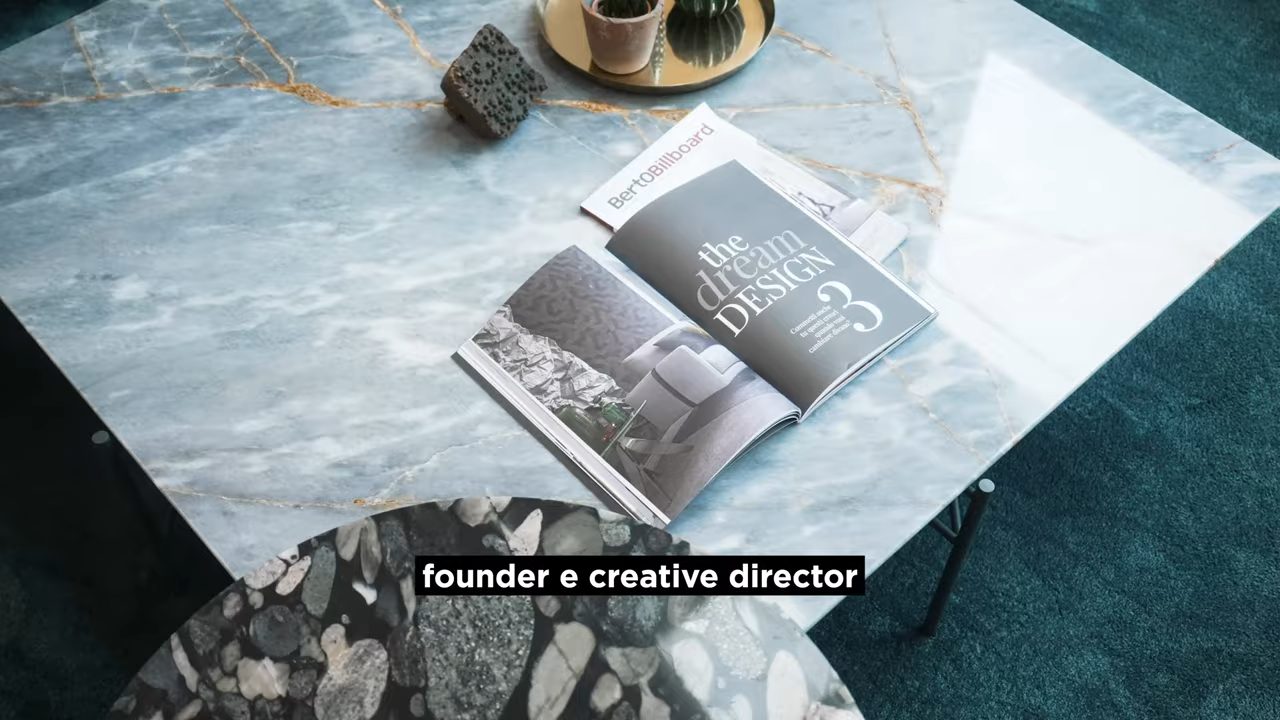 BertOBillboard
the
dream
DESIGN
3
founder e creative director